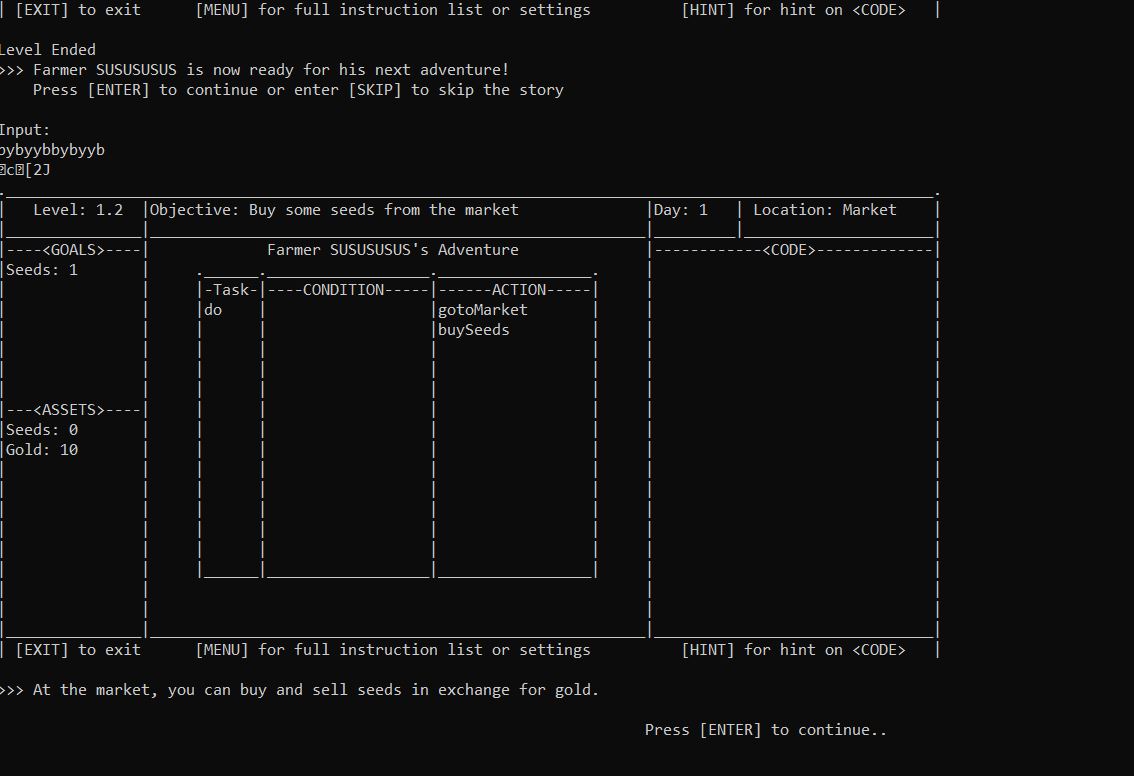 | [EXIT] to exit      [MENU] for full instruction list or settings          [HINT] for hint on <CODE>   |
Level Ended
>>> Farmer SUSUSUSUS is now ready for his next adventure!
    Press [ENTER] to continue or enter [SKIP] to skip the story
Input:
bybyybbybyyb
c[2J
Level: 1.2  |Objective: Buy some seeds from the market              |Day: 1   | Location: Market    |
|----<GOALS>----|             Farmer SUSUSUSUS's Adventure              |------------<CODE>-------------|
|Seeds: 1
|-Task-|----CONDITION-----|------ACTION-----|
|do    |                  |gotoMarket       |
|buySeeds         |
|---<ASSETS>----|
|Seeds: 0
|Gold: 10
| [EXIT] to exit      [MENU] for full instruction list or settings          [HINT] for hint on <CODE>   |
>>> At the market, you can buy and sell seeds in exchange for gold.
Press [ENTER] to continue..